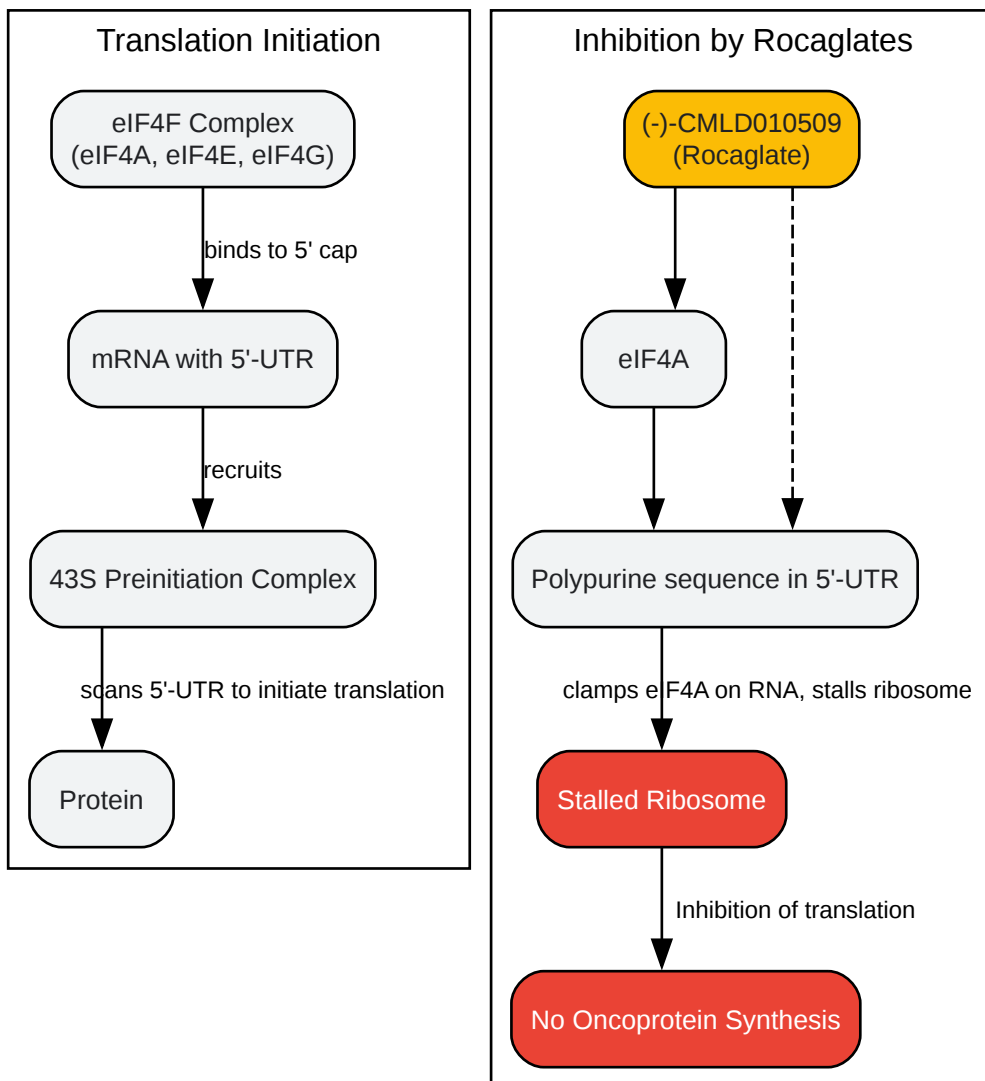 Translation Initiation
eIF4F Complex
(eIF4A, eIF4E, eIF4G)
binds to 5' cap
mRNA with 5'-UTR
recruits
43S Preinitiation Complex
scans 5'-UTR to initiate translation
Protein
Inhibition by Rocaglates
(-)-CMLD010509
(Rocaglate)
eIF4A
Polypurine sequence in 5'-UTR
clamps eIF4A on RNA, stalls ribosome
Stalled Ribosome
Inhibition of translation
No Oncoprotein Synthesis